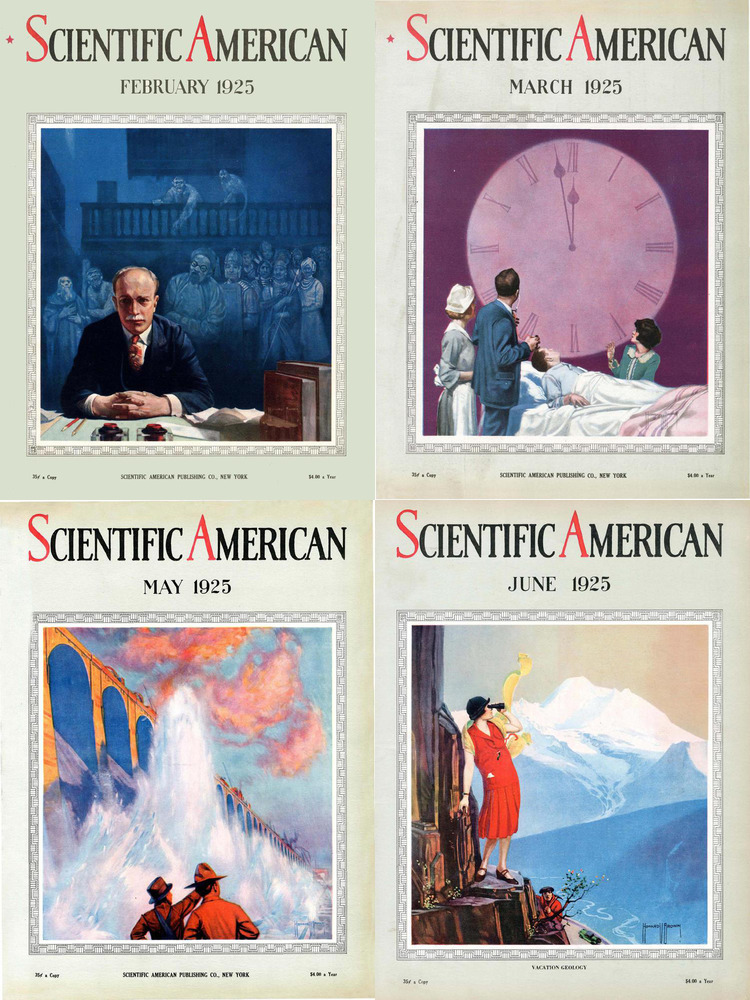 SCIENTIFIC AMERICAN
FEBRUARY 1925
35¢ a Copy
SCIENTIFIC AMERICAN PUBLISHING CO., NEW YORK
$4.00 a Year
SCIENTIFIC AMERICAN
MARCH 1925
35¢ a Copy
SCIENTIFIC AMERICAN PUBLISHING CO., NEW YORK
$4.00 a Year
SCIENTIFIC AMERICAN
MAY 1925
35¢ a Copy
SCIENTIFIC AMERICAN PUBLISHING CO., NEW YORK
$4.00 a Year
SCIENTIFIC AMERICAN
JUNE 1925
HOWARD V BROWN
VACATION GEOLOGY
35¢ a Copy
$4.00 a Year